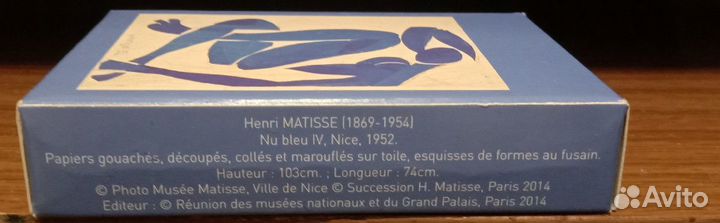 Henri MATISSE (1869-1954)
Nu bleu IV, Nice, 1952.
Papiers gouachés, découpés, collés et marouflés sur toile, esquisses de formes au fusain.
Hauteur : 103cm. ; Longueur : 74cm.
© Photo Musée Matisse, Ville de Nice © Succession H. Matisse, Paris 2014
Editeur : © Réunion des musées nationaux et du Grand Palais, Paris 2014
Avito